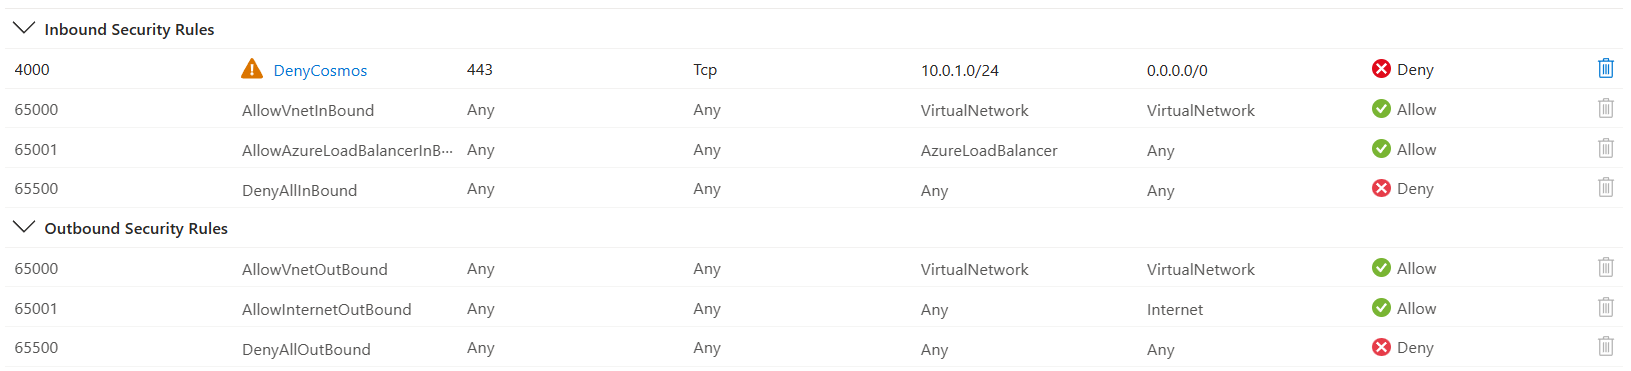 Inbound Security Rules
4000 DenyCosmos 443 Tcp 10.0.1.0/24 0.0.0.0/0 Deny
65000 AllowVnetInBound Any Any VirtualNetwork VirtualNetwork Allow
65001 AllowAzureLoadBalancerInB··· Any Any AzureLoadBalancer Any Allow
65500 DenyAllInBound Any Any Any Any Deny
Outbound Security Rules
65000 AllowVnetOutBound Any Any VirtualNetwork VirtualNetwork Allow
65001 AllowInternetOutBound Any Any Any Internet Allow
65500 DenyAllOutBound Any Any Any Any Deny